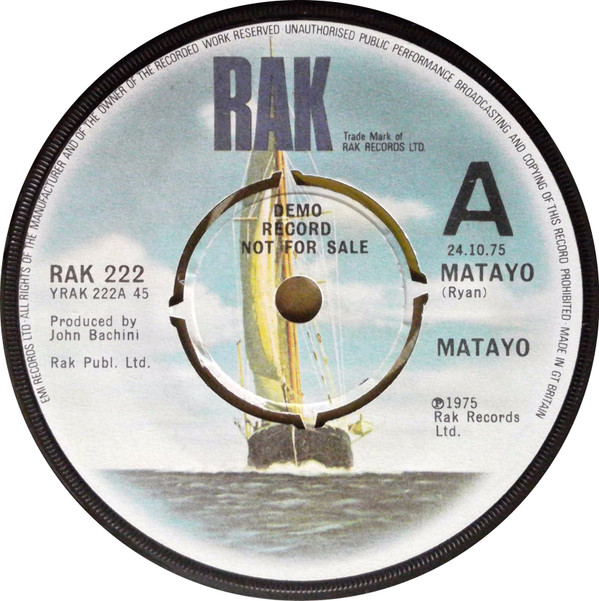 EMI RECORDS LTD·ALL RIGHTS OF THE MANUFACTURER AND OF THE OWNER OF THE RECORDED WORK RESERVED UNAUTHORISED PUBLIC PERFORMANCE BROADCASTING AND COPYING OF THIS RECORD PROHIBITED·MADE IN GT BRITAIN
RAK
Trade Mark of
RAK RECORDS LTD.
A
DEMO
RECORD
NOT FOR SALE
24.10.75
RAK 222
YRAK 222A 45
Produced by
John Bachini
Rak Publ. Ltd.
MATAYO
(Ryan)
MATAYO
℗1975
Rak Records
Ltd.